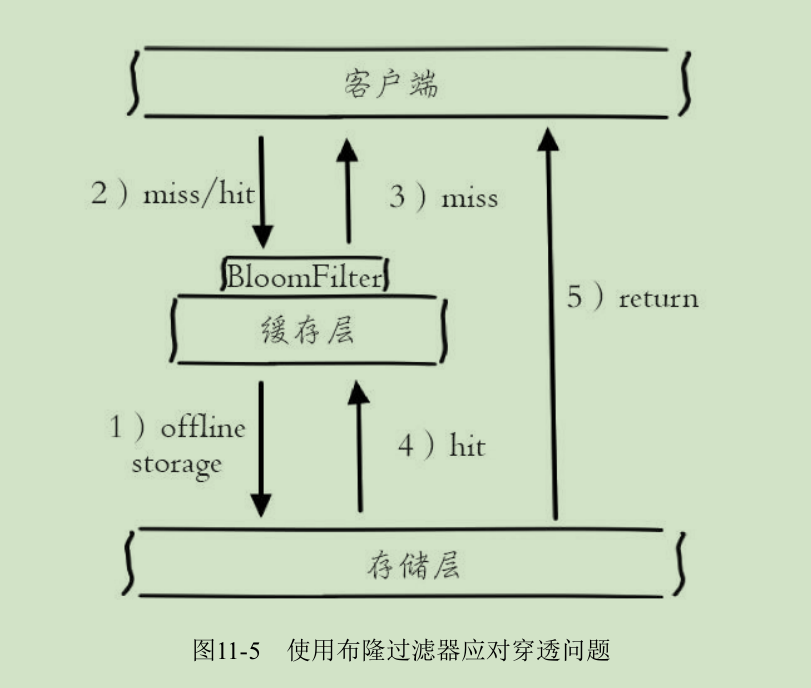 客户端
2）miss/hit
3）miss
BloomFilter
5）return
缓存层
1）offline
storage
4）hit
存储层
图11-5 使用布隆过滤器应对穿透问题